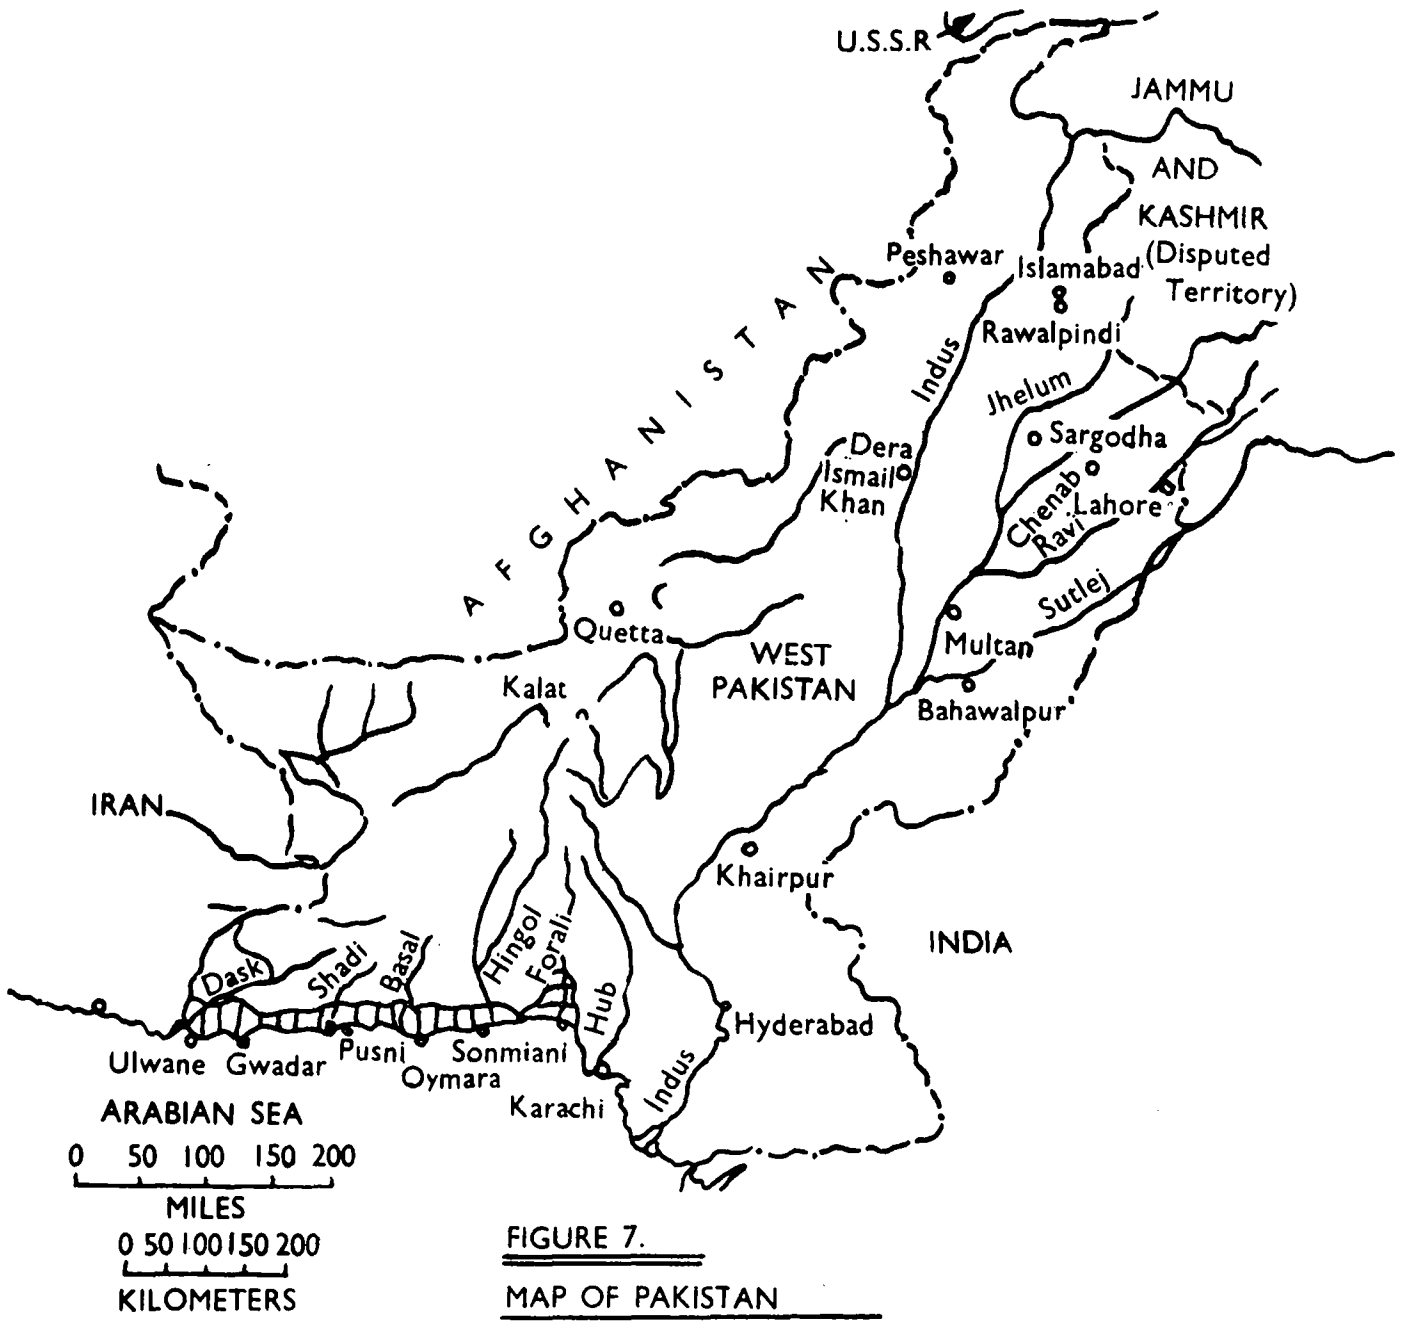 U.S.S.R
JAMMU
AND
KASHMIR
(Disputed
Territory)
Peshawar
Islamabad
Rawalpindi
AFGHANISTAN
Indus
Jhelum
Sargodha
Dera
Ismail
Khan
Chenab
Lahore
Ravi
Sutlej
Quetta
Multan
WEST
PAKISTAN
Kalat
Bahawalpur
IRAN
Khairpur
INDIA
Dask
Shadi
Basal
Hingol
Forali
Hub
Hyderabad
Indus
Ulwane
Gwadar
Pusni
Oymara
Sonmiani
Karachi
ARABIAN SEA
0 50 100 150 200
MILES
0 50 100 150 200
KILOMETERS
FIGURE 7.
MAP OF PAKISTAN